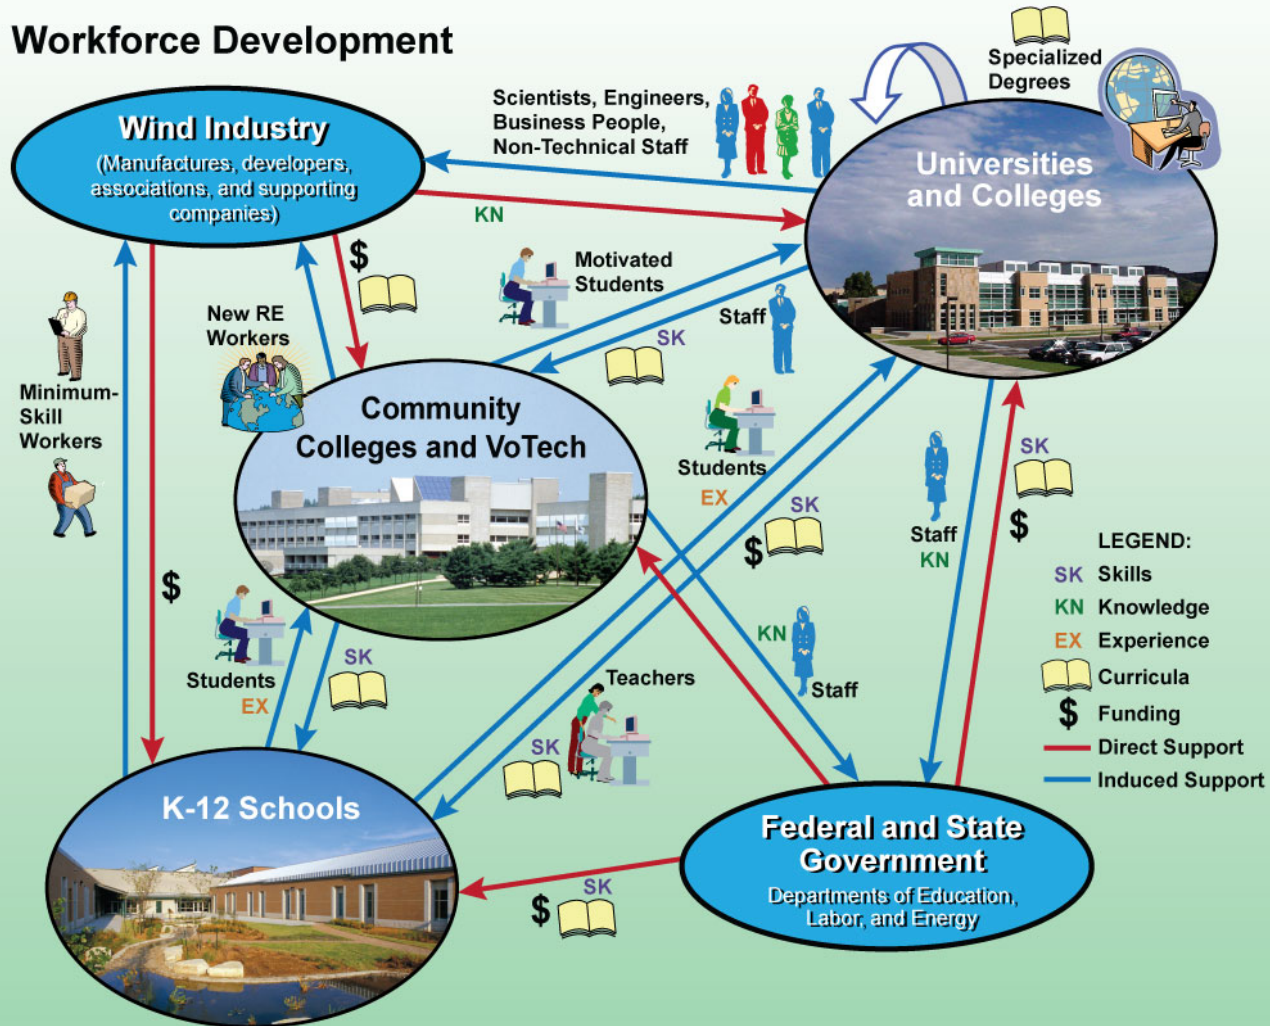 Workforce Development
Specialized
Degrees
Scientists, Engineers,
Business People,
Non-Technical Staff
Wind Industry
(Manufactures, developers,
associations, and supporting
companies)
Universities
and Colleges
KN
$
Motivated
Students
New RE
Workers
Staff
SK
Minimum-
Skill
Workers
Community
Colleges and VoTech
Students
EX
SK
$
SK
$
Staff
KN
LEGEND:
SK Skills
KN Knowledge
EX Experience
Curricula
$ Funding
Direct Support
Induced Support
$
Students
EX
SK
KN
Staff
Teachers
SK
K-12 Schools
Federal and State
Government
Departments of Education,
Labor, and Energy
SK
$